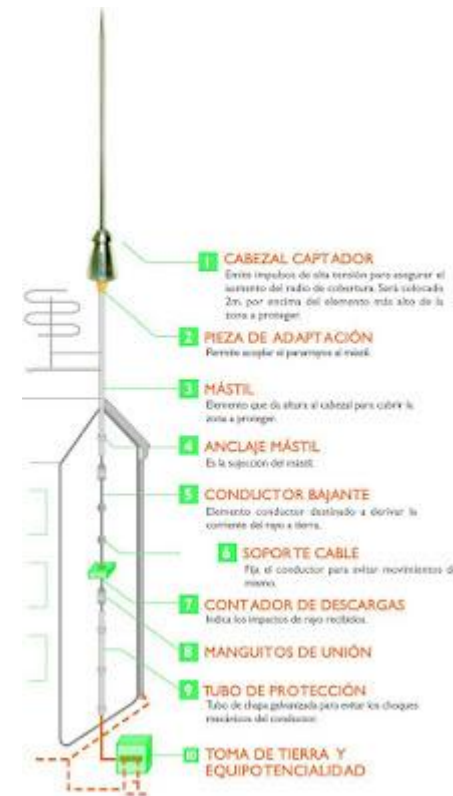 1 CABEZAL CAPTADOR
Emite impulsos de alta tensión para asegurar el
aumento del radio de cobertura. Será colocado
2m. por encima del elemento más alto de la
zona a proteger.
2 PIEZA DE ADAPTACIÓN
Permite acoplar el pararrayos al mástil.
3 MÁSTIL
Elemento que da altura al cabezal para cubrir la
zona a proteger.
4 ANCLAJE MÁSTIL
Es la sujeción del mástil.
5 CONDUCTOR BAJANTE
Elemento conductor destinado a derivar la
corriente del rayo a tierra.
6 SOPORTE CABLE
Fija el conductor para evitar movimientos d
mismo.
7 CONTADOR DE DESCARGAS
Indica los impactos de rayo recibidos.
8 MANGUITOS DE UNIÓN
9 TUBO DE PROTECCIÓN
Tubo de chapa galvanizada para evitar los choques
mecánicos del conductor.
10 TOMA DE TIERRA Y
EQUIPOTENCIALIDAD